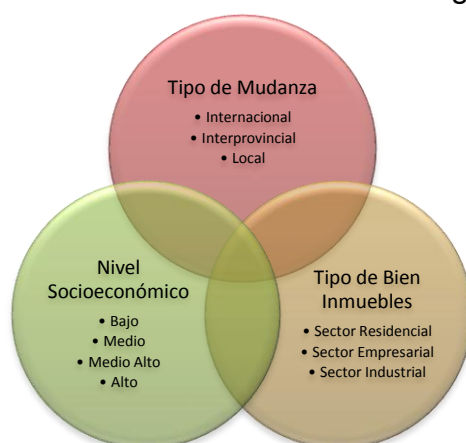 Tipo de Mudanza
• Internacional
• Interprovincial
• Local
Nivel
Socioeconómico
• Bajo
• Medio
• Medio Alto
• Alto
Tipo de Bien
Inmuebles
• Sector Residencial
• Sector Empresarial
• Sector Industrial